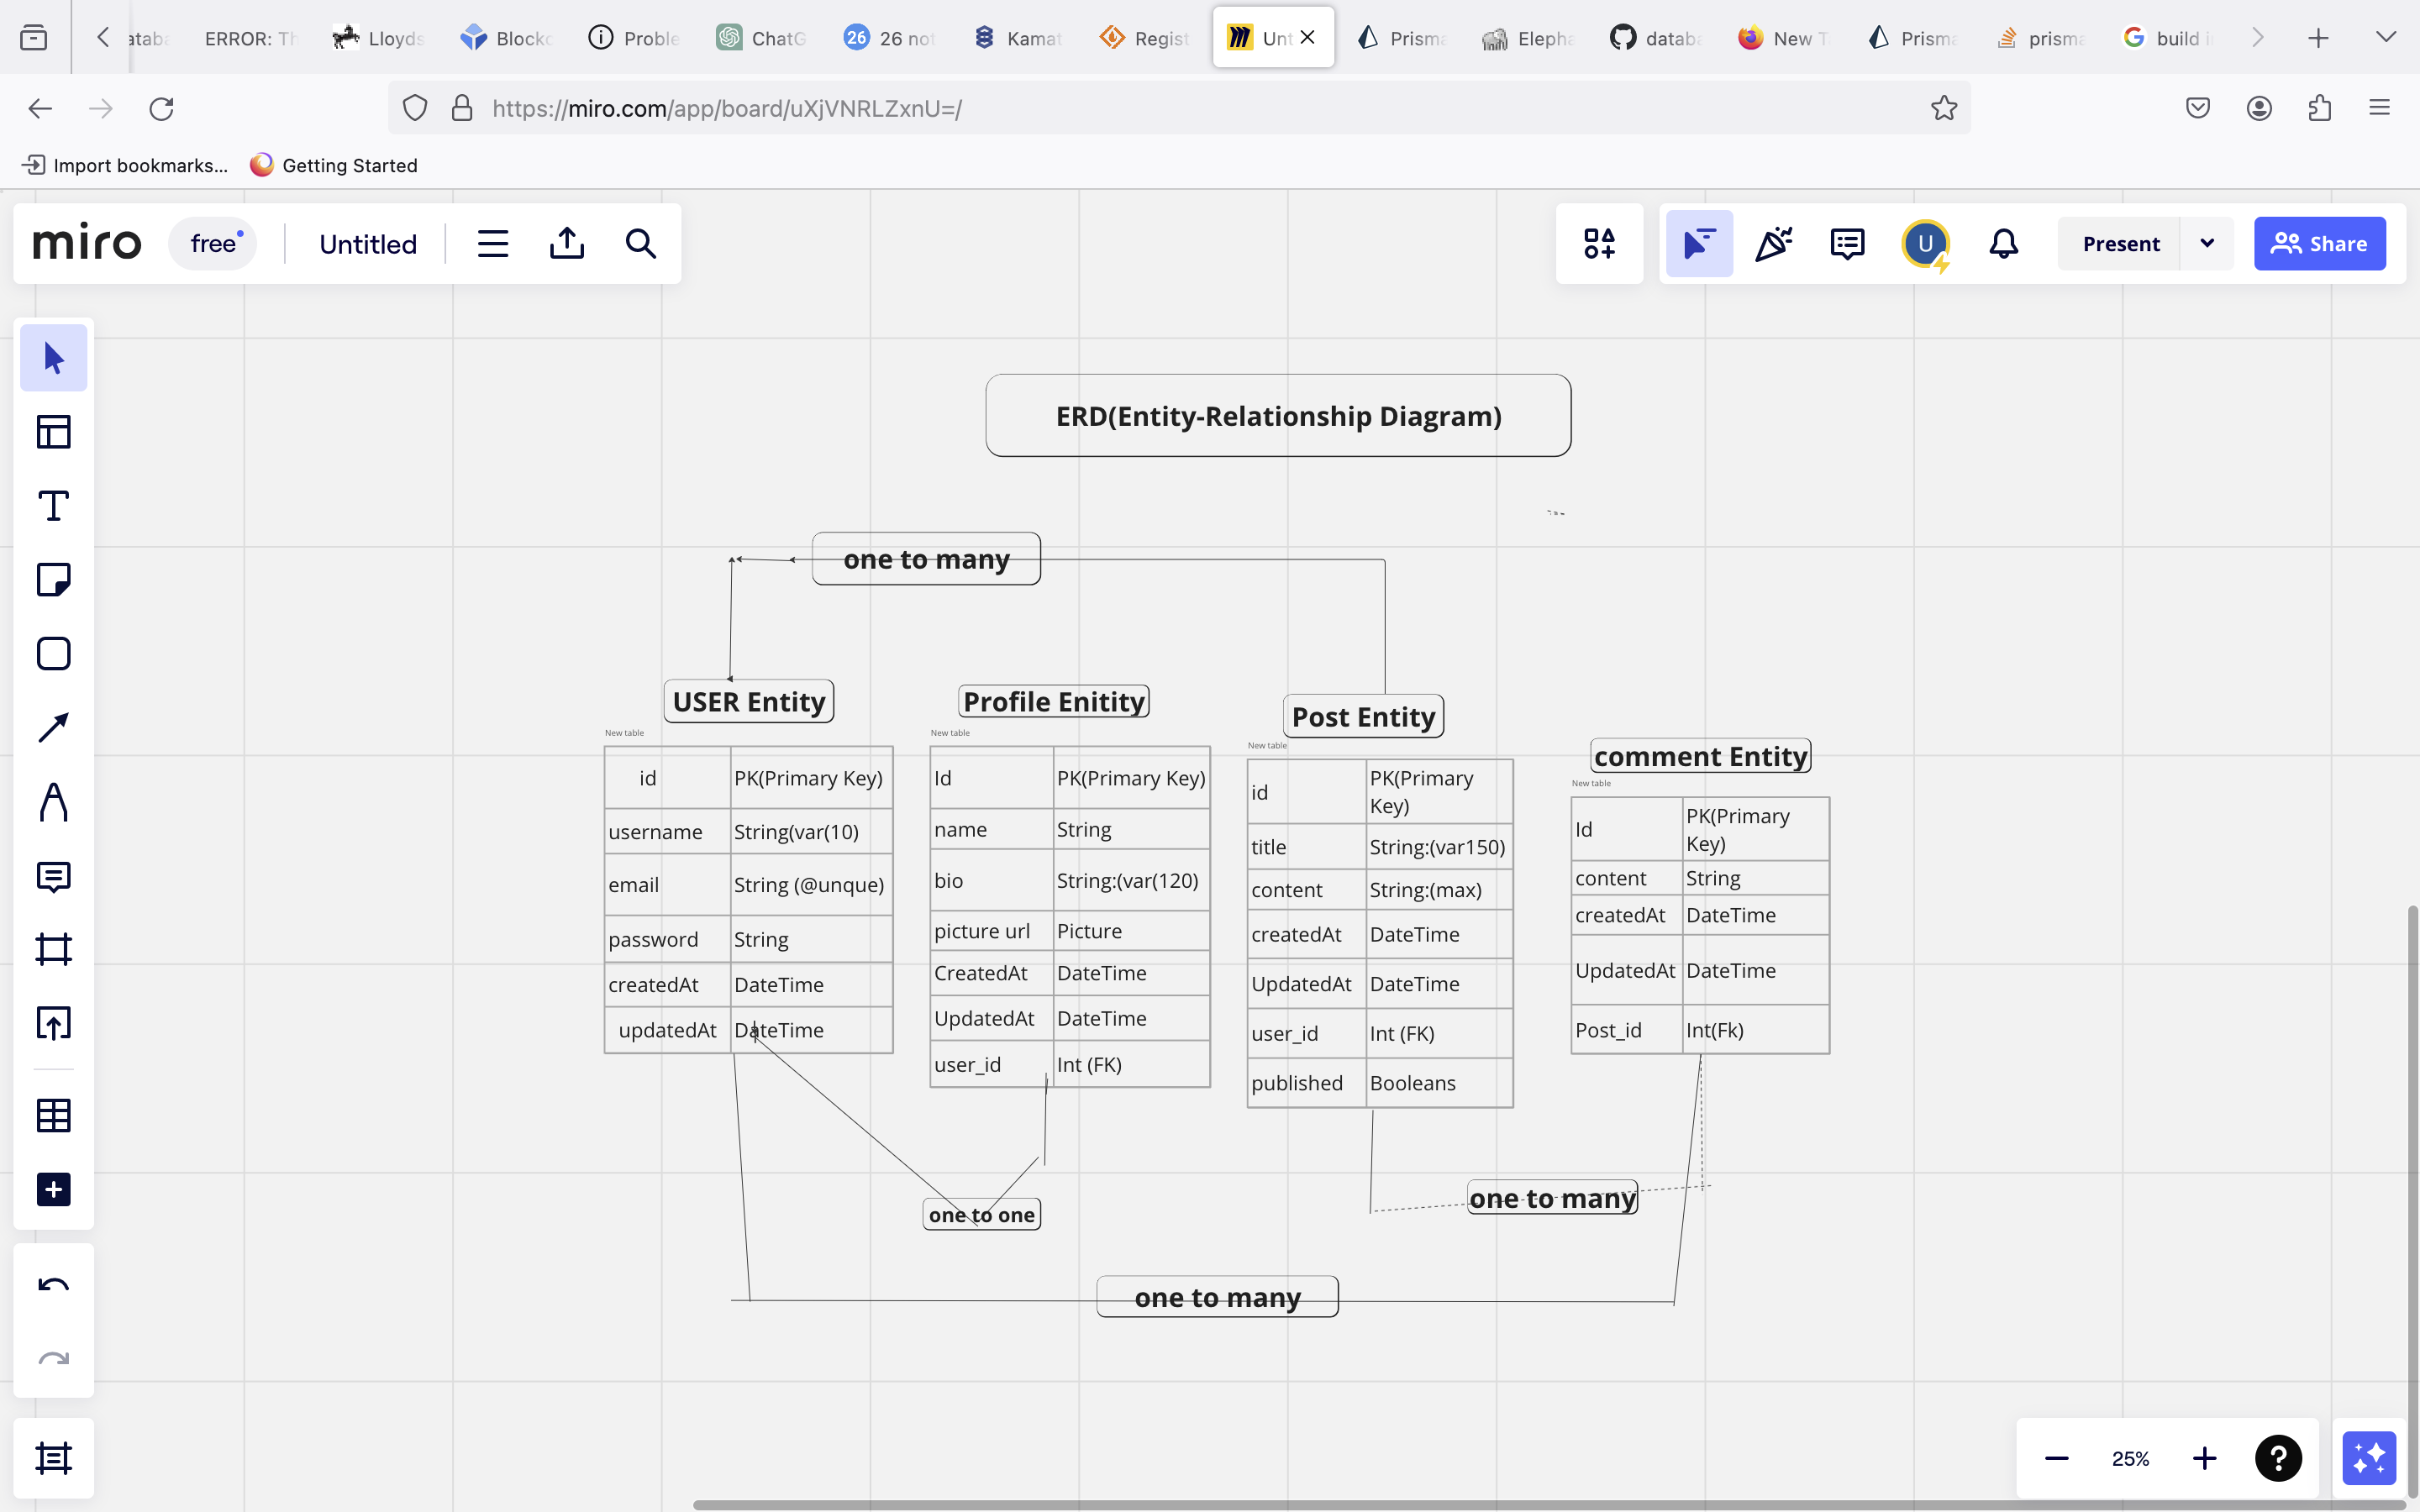 ataba
ERROR: Th
Lloyds
Blockc
Proble
ChatG
26
26 not
Kamat
Regist
Unt
Prisma
Elepha
databa
New T
Prisma
prisma
build i
https://miro.com/app/board/uXjVNRLZxnU=/
Import bookmarks...
Getting Started
miro
free
Untitled
U
Present
Share
ERD(Entity-Relationship Diagram)
one to many
USER Entity
New table
id PK(Primary Key)
username String(var(10)
email String (@unque)
password String
createdAt DateTime
updatedAt DateTime
Profile Enitity
New table
Id PK(Primary Key)
name String
bio String:(var(120)
picture url Picture
CreatedAt DateTime
UpdatedAt DateTime
user_id Int (FK)
Post Entity
New table
id PK(Primary
Key)
title String:(var150)
content String:(max)
createdAt DateTime
UpdatedAt DateTime
user_id Int (FK)
published Booleans
comment Entity
New table
Id PK(Primary
Key)
content String
createdAt DateTime
UpdatedAt DateTime
Post_id Int(Fk)
one to one
one to many
one to many
25%
?